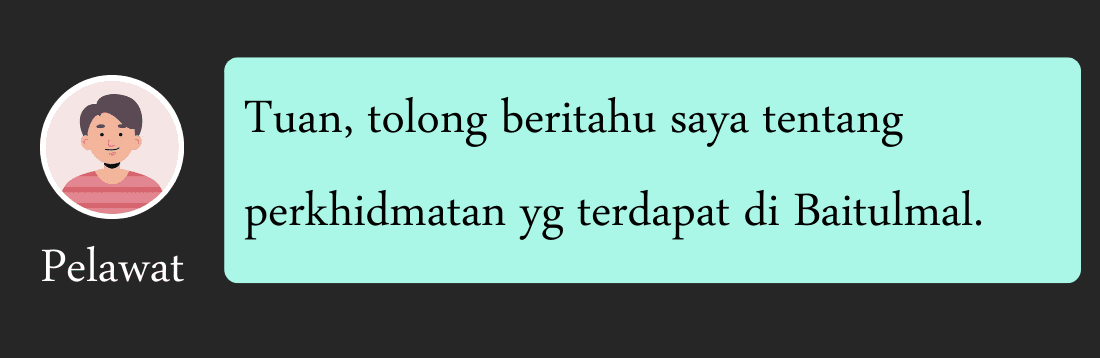 Tuan, tolong beritahu saya tentang
perkhidmatan yg terdapat di Baitulmal.
Pelawat